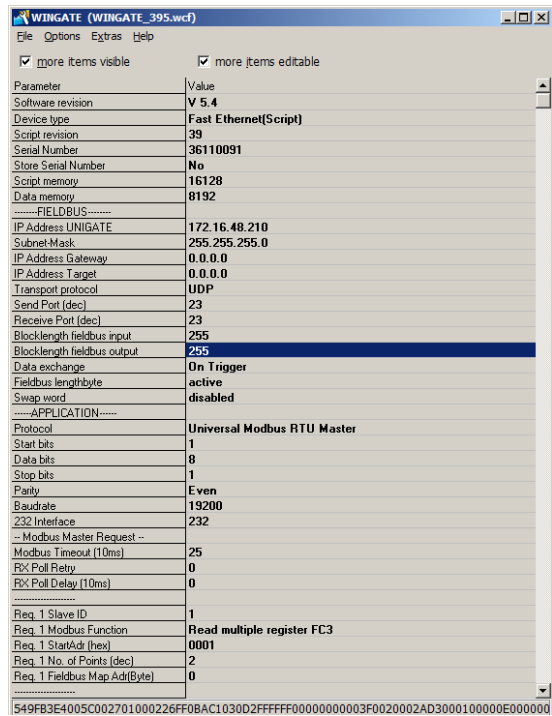 WINGATE (WINGATE_395.wcf)
File Options Extras Help
more items visible more items editable
Parameter Value
Software revision V 5.4
Device type Fast Ethernet(Script)
Script revision 39
Serial Number 36110091
Store Serial Number No
Script memory 16128
Data memory 8192
--------FIELDBUS--------
IP Address UNIGATE 172.16.48.210
Subnet-Mask 255.255.255.0
IP Address Gateway 0.0.0.0
IP Address Target 0.0.0.0
Transport protocol UDP
Send Port (dec) 23
Receive Port (dec) 23
Blocklength fieldbus input 255
Blocklength fieldbus output 255
Data exchange On Trigger
Fieldbus lengthbyte active
Swap word disabled
------APPLICATION------
Protocol Universal Modbus RTU Master
Start bits 1
Data bits 8
Stop bits 1
Parity Even
Baudrate 19200
232 Interface 232
-- Modbus Master Request --
Modbus Timeout (10ms) 25
RX Poll Retry 0
RX Poll Delay (10ms) 0
---------------------
Req. 1 Slave ID 1
Req. 1 Modbus Function Read multiple register FC3
Req. 1 StartAdr (hex) 0001
Req. 1 No. of Points (dec) 2
Req. 1 Fieldbus Map Adr(Byte) 0
---------------------
549FB3E4005C002701000226FF0BAC1030D2FFFFFF00000000003F0020002AD3000100000E000000